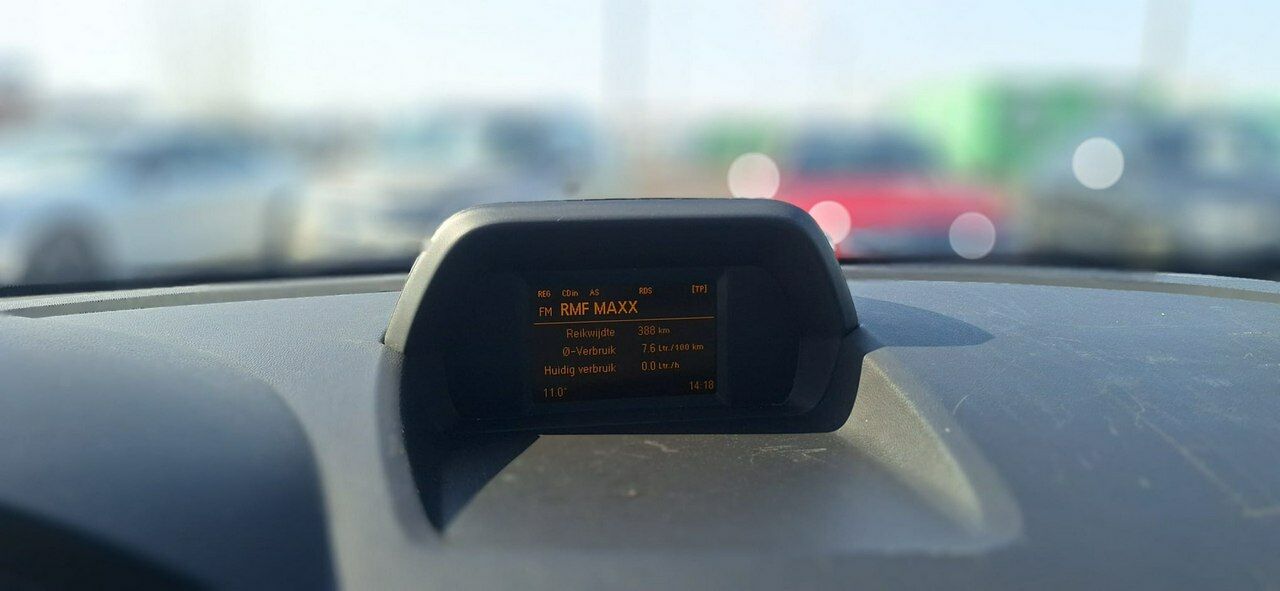 REG CDin AS RDS [TP]
FM RMF MAXX
Reikwijdte 388 km
Ø-Verbruik 7.6 Ltr./100 km
Huidig verbruik 0.0 Ltr./h
11.0° 14:18